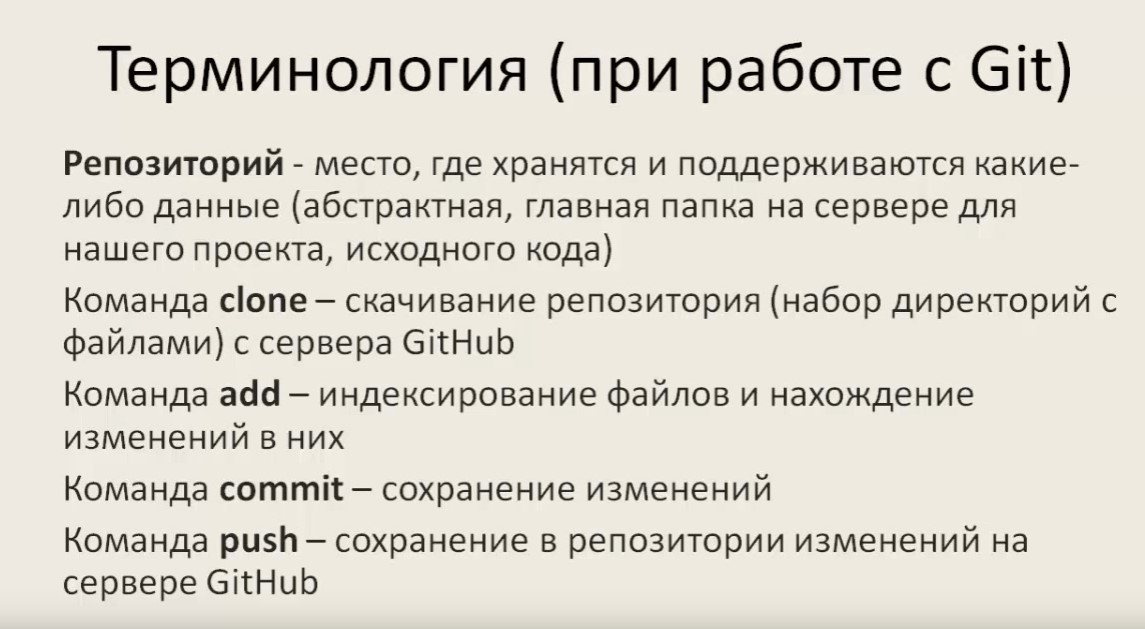 Терминология (при работе с Git)
Репозиторий - место, где хранятся и поддерживаются какие-
либо данные (абстрактная, главная папка на сервере для
нашего проекта, исходного кода)
Команда clone – скачивание репозитория (набор директорий с
файлами) с сервера GitHub
Команда add – индексирование файлов и нахождение
изменений в них
Команда commit – сохранение изменений
Команда push – сохранение в репозитории изменений на
сервере GitHub